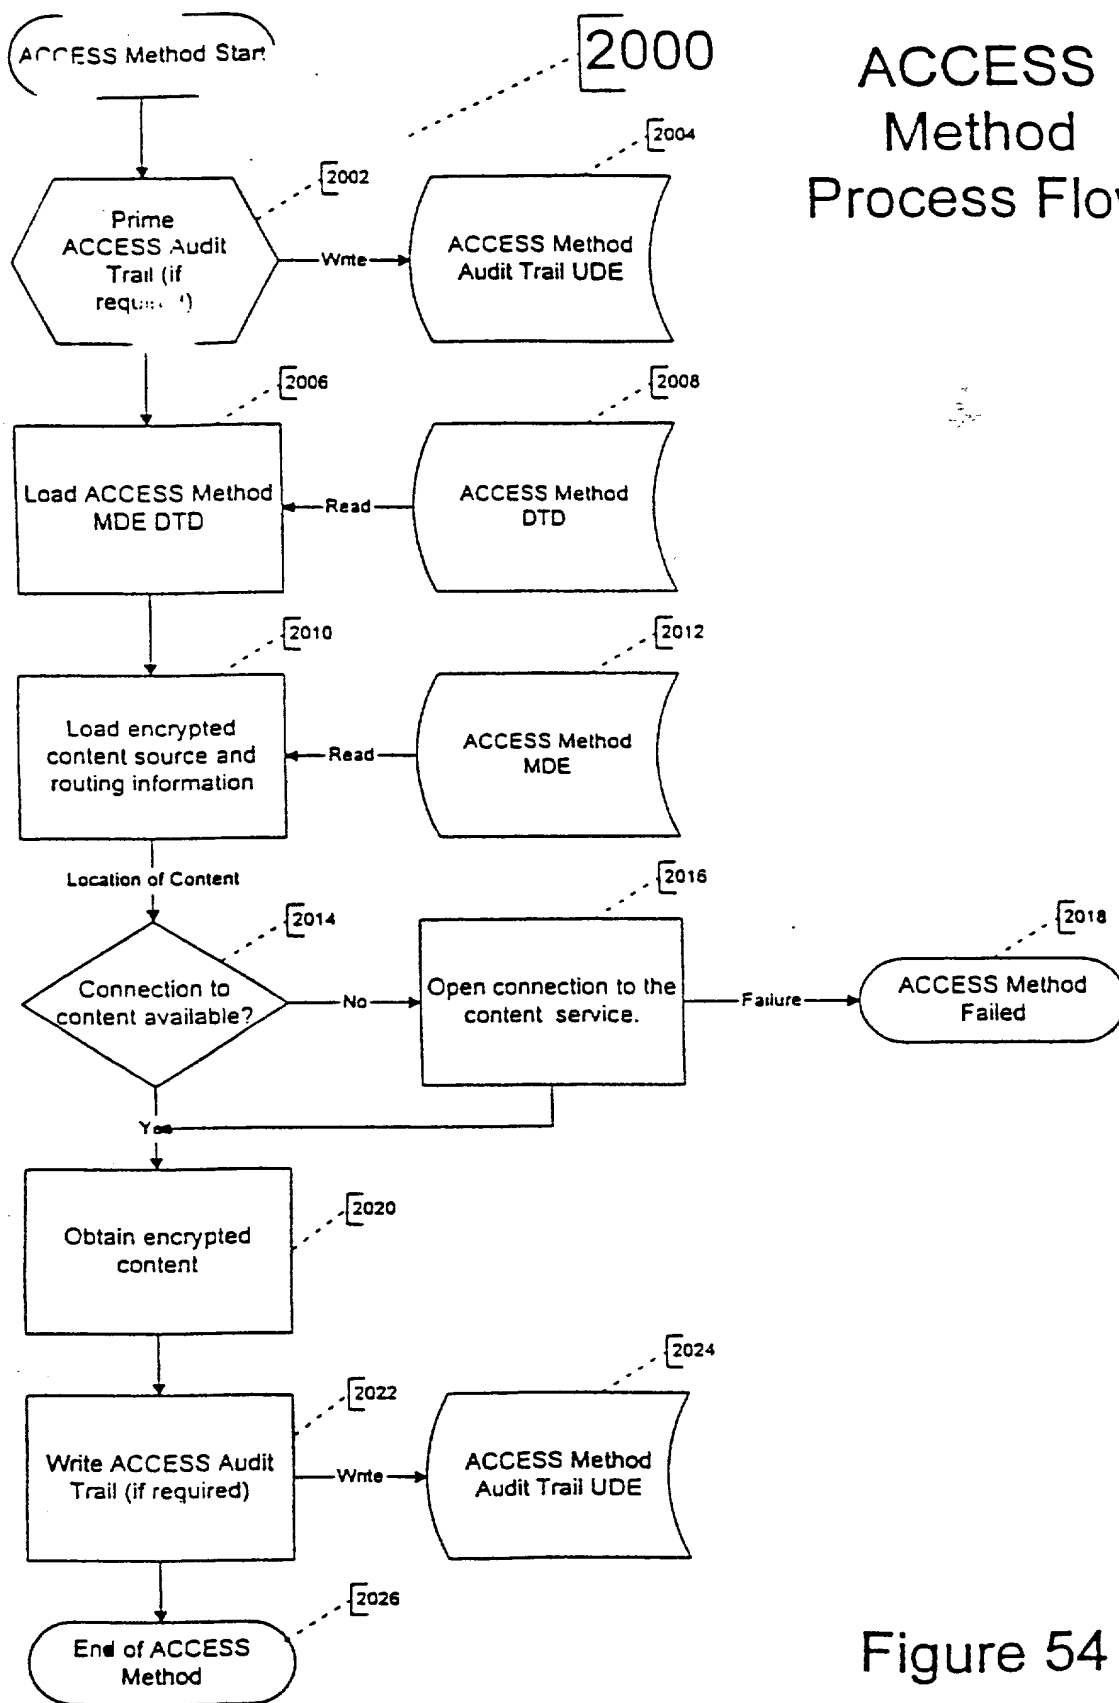 ACCESS Method Start
2000
ACCESS
Method
Process Flow
2002
Prime
ACCESS Audit
Trail (if
required)
Write
2004
ACCESS Method
Audit Trail UDE
2006
Load ACCESS Method
MDE DTD
Read
2008
ACCESS Method
DTD
2010
Load encrypted
content source and
routing information
Read
2012
ACCESS Method
MDE
Location of Content
2014
Connection to
content available?
No
2016
Open connection to the
content service.
Failure
2018
ACCESS Method
Failed
Yes
2020
Obtain encrypted
content
2022
Write ACCESS Audit
Trail (if required)
Write
2024
ACCESS Method
Audit Trail UDE
2026
End of ACCESS
Method
Figure 54